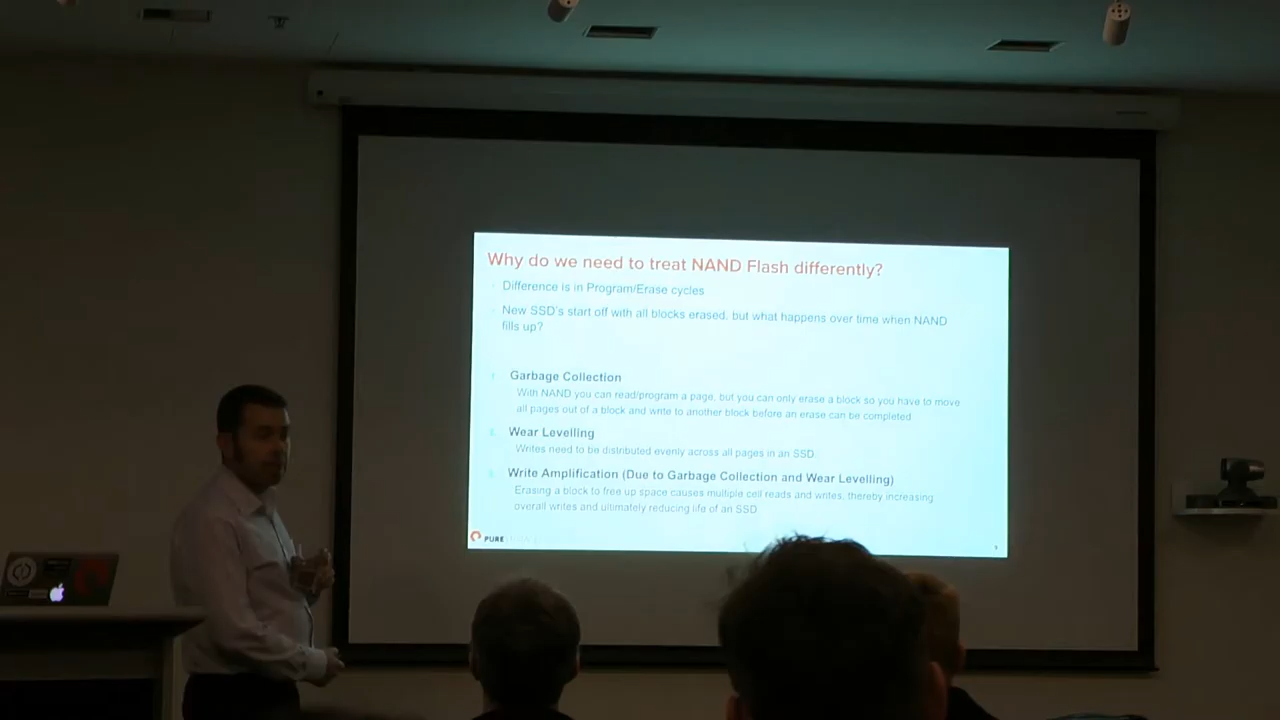 Why do we need to treat NAND Flash differently?
Difference is in Program/Erase cycles
New SSD's start off with all blocks erased, but what happens over time when NAND
fills up?
Garbage Collection
With NAND you can read/program a page, but you can only erase a block so you have to move
all pages out of a block and write to another block before an erase can be completed
Wear Levelling
Writes need to be distributed evenly across all pages in an SSD
Write Amplification (Due to Garbage Collection and Wear Levelling)
Erasing a block to free up space causes multiple cell reads and writes, thereby increasing
overall writes and ultimately reducing life of an SSD
PURE